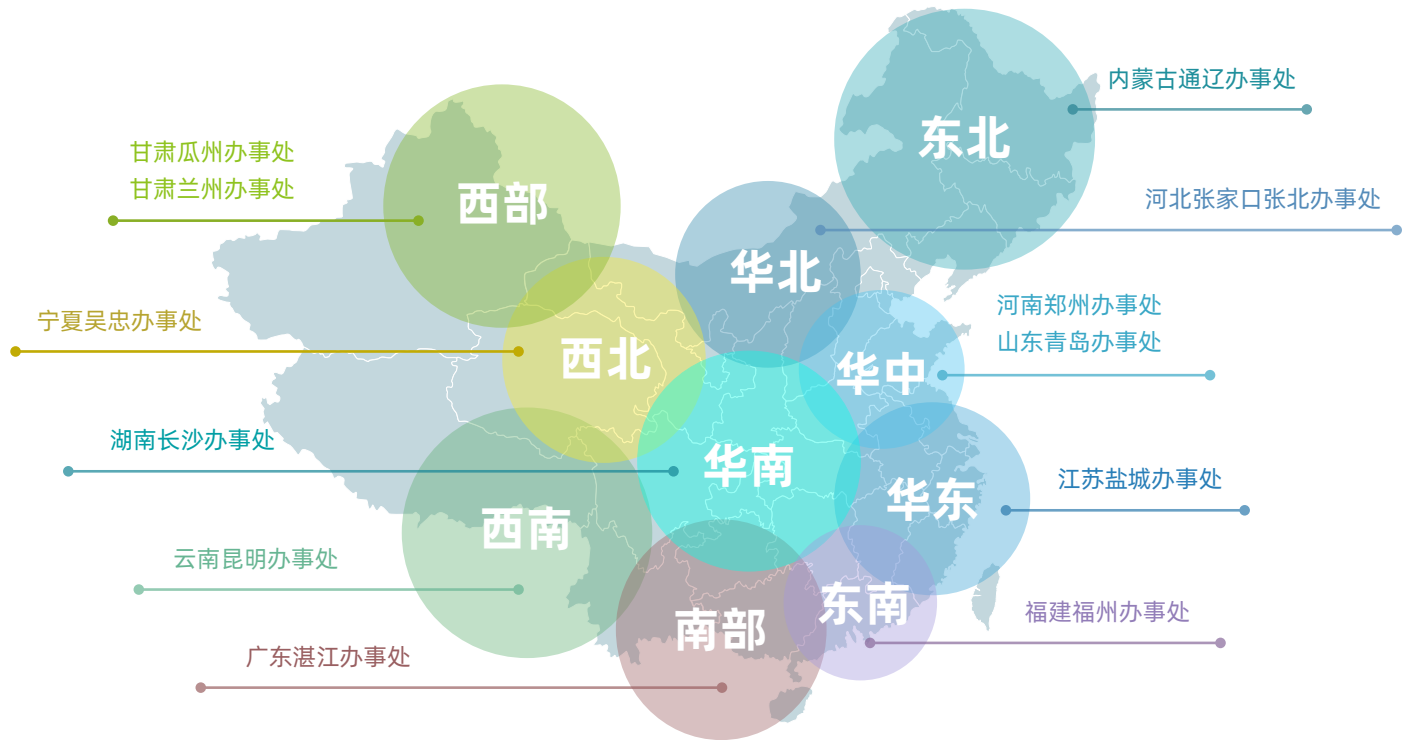 内蒙古通辽办事处
东北
甘肃瓜州办事处
甘肃兰州办事处
西部
河北张家口张北办事处
华北
河南郑州办事处
山东青岛办事处
宁夏吴忠办事处
西北
华中
湖南长沙办事处
华南
江苏盐城办事处
华东
西南
云南昆明办事处
东南
福建福州办事处
南部
广东湛江办事处